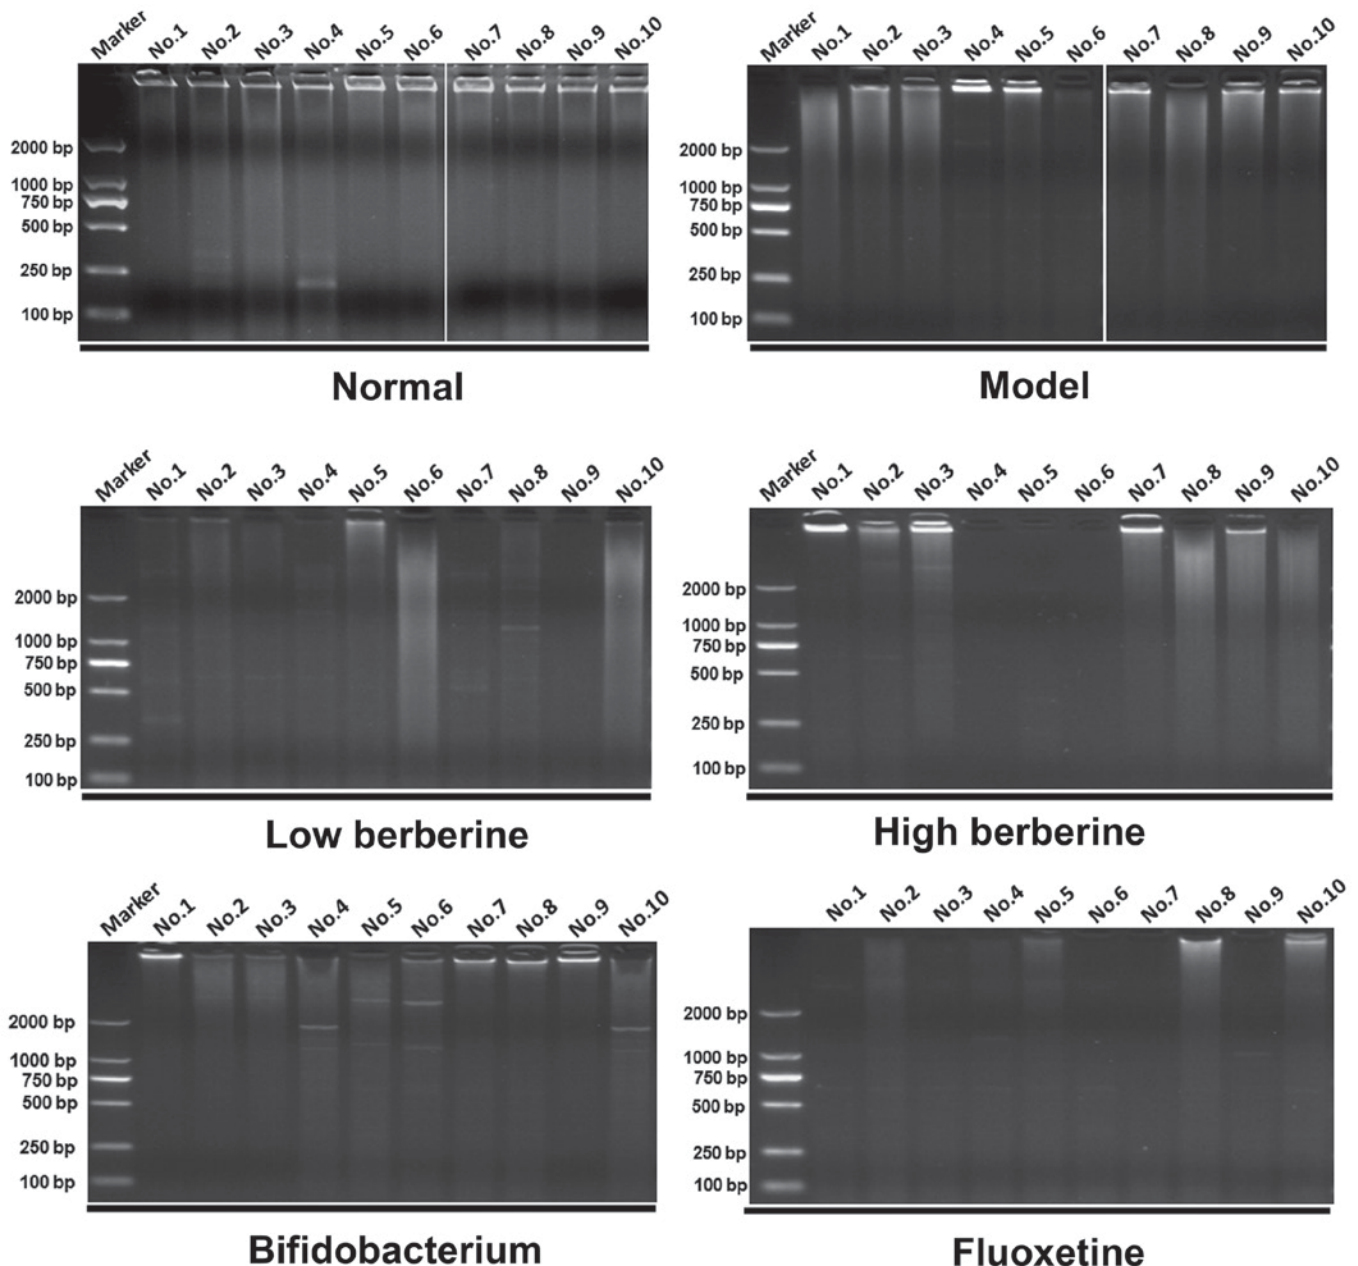 Marker No.1 No.2 No.3 No.4 No.5 No.6 No.7 No.8 No.9 No.10
2000 bp
1000 bp
750 bp
500 bp
250 bp
100 bp
Normal
Marker No.1 No.2 No.3 No.4 No.5 No.6 No.7 No.8 No.9 No.10
2000 bp
1000 bp
750 bp
500 bp
250 bp
100 bp
Model
Marker No.1 No.2 No.3 No.4 No.5 No.6 No.7 No.8 No.9 No.10
2000 bp
1000 bp
750 bp
500 bp
250 bp
100 bp
Low berberine
Marker No.1 No.2 No.3 No.4 No.5 No.6 No.7 No.8 No.9 No.10
2000 bp
1000 bp
750 bp
500 bp
250 bp
100 bp
High berberine
Marker No.1 No.2 No.3 No.4 No.5 No.6 No.7 No.8 No.9 No.10
2000 bp
1000 bp
750 bp
500 bp
250 bp
100 bp
Bifidobacterium
No.1 No.2 No.3 No.4 No.5 No.6 No.7 No.8 No.9 No.10
2000 bp
1000 bp
750 bp
500 bp
250 bp
100 bp
Fluoxetine